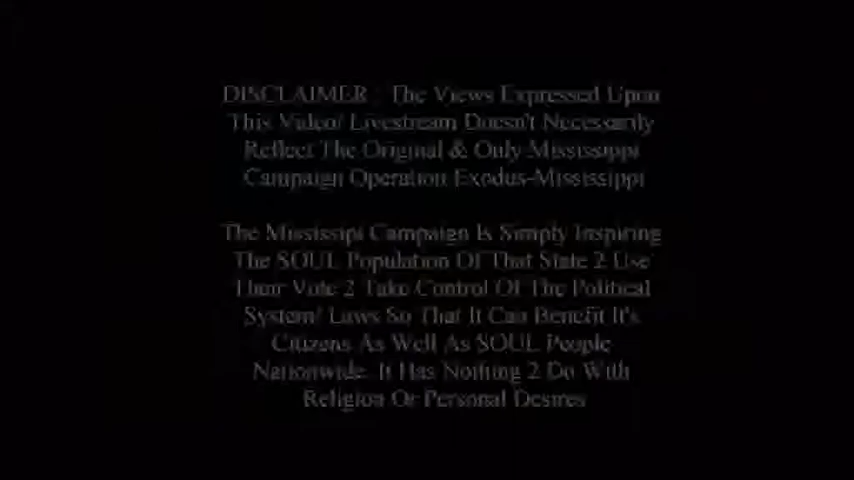 DISCLAIMER : The Views Expressed Upon
This Video/ Livestream Doesn't Necessarily
Reflect The Original & Only Mississippi
Campaign Operation Exodus-Mississippi
The Mississipi Campaign Is Simply Inspiring
The SOUL Population Of That State 2 Use
Their Vote 2 Take Control Of The Political
System/ Laws So That It Can Benefit It's
Citizens As Well As SOUL People
Nationwide. It Has Nothing 2 Do With
Religion Or Personal Desires